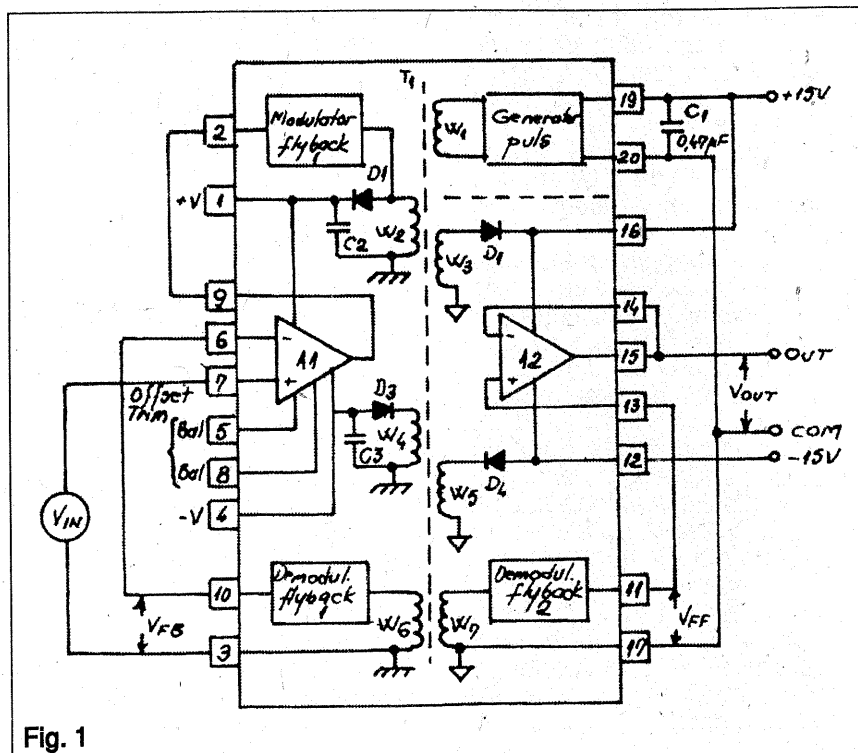 T1
Modulator
flyback
1
W1
Generator
puls
19
+15V
C1
0,47µF
20
2
D1
+V
1
C2
W2
16
W3
D1
9
14
6
-
A1
-
A2
15
OUT
7
+
+
VOUT
Offset
Trim
D3
13
Bal
5
C3
W4
COM
Bal
8
12
-15V
W5
D4
-V
4
VIN
10
Demodul.
flyback
1
W6
W7
Demodul.
flyback
2
11
VFB
VFF
3
17
Fig. 1